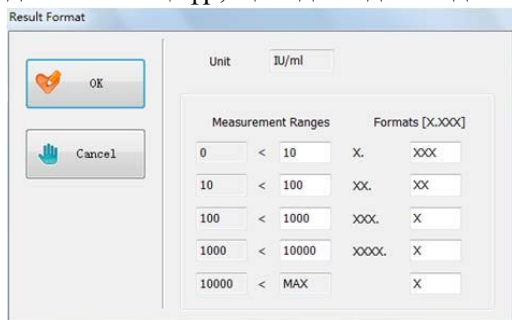 Result Format
Unit IU/ml
OK
Measurement Ranges Formats [X.XXX]
Cancel
0 < 10 X. XXX
10 < 100 XX. XX
100 < 1000 XXX. X
1000 < 10000 XXXX. X
10000 < MAX X